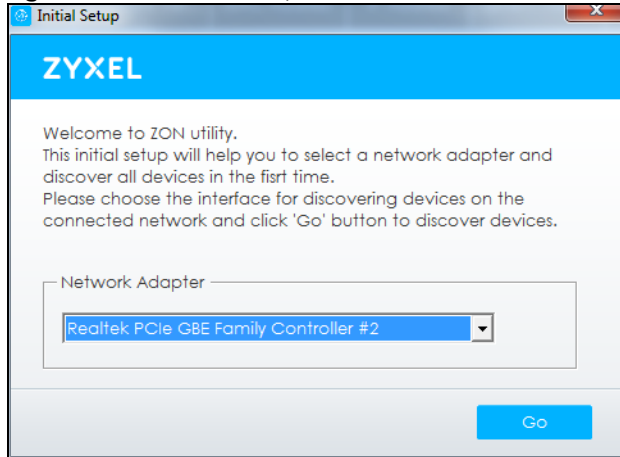 Initial Setup
ZYXEL
Welcome to ZON utility.
This initial setup will help you to select a network adapter and
discover all devices in the fisrt time.
Please choose the interface for discovering devices on the
connected network and click 'Go' button to discover devices.
Network Adapter
Realtek PCIe GBE Family Controller #2
Go